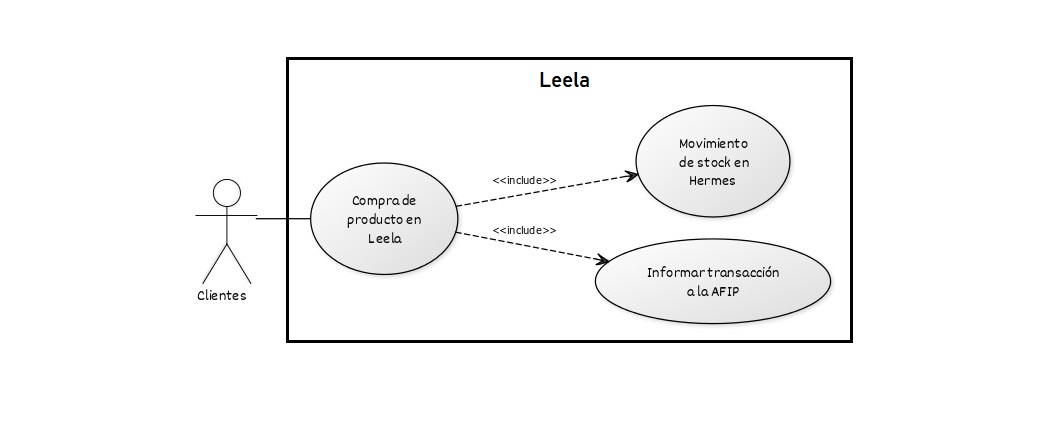 Leela
Movimiento
de stock en
Hermes
<<include>>
Compra de
producto en
Leela
<<include>>
Informar transacción
a la AFIP
Clientes